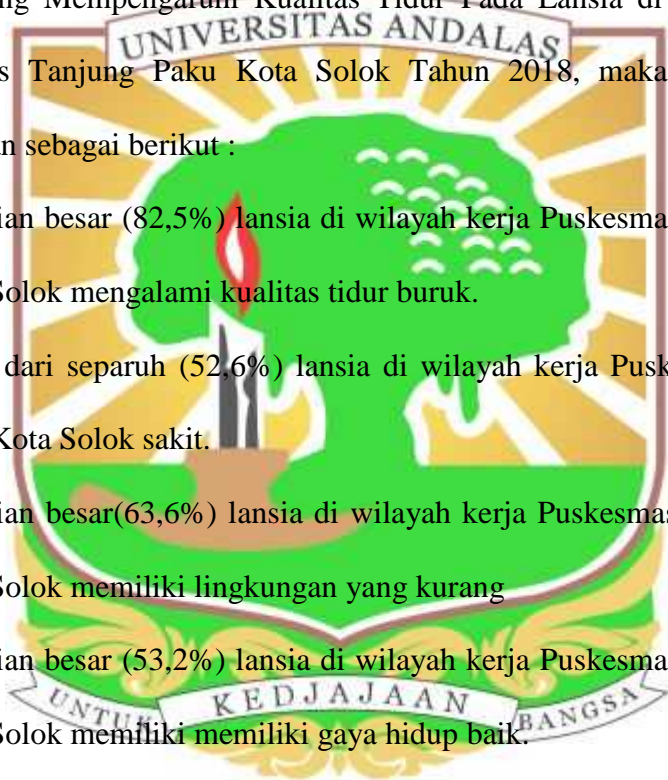 ng Mempengaruhi Kualitas Tidur Pada Lansia di
UNIVERSITAS ANDALAS
s Tanjung Paku Kota Solok Tahun 2018, maka
n sebagai berikut :
ian besar (82,5%) lansia di wilayah kerja Puskesma
Solok mengalami kualitas tidur buruk.
dari separuh (52,6%) lansia di wilayah kerja Pusk
Kota Solok sakit.
ian besar(63,6%) lansia di wilayah kerja Puskesmas
Solok memiliki lingkungan yang kurang
ian besar (53,2%) lansia di wilayah kerja Puskesma
UNTUK KEDJAJAAN BANGSA
Solok memiliki memiliki gaya hidup baik.